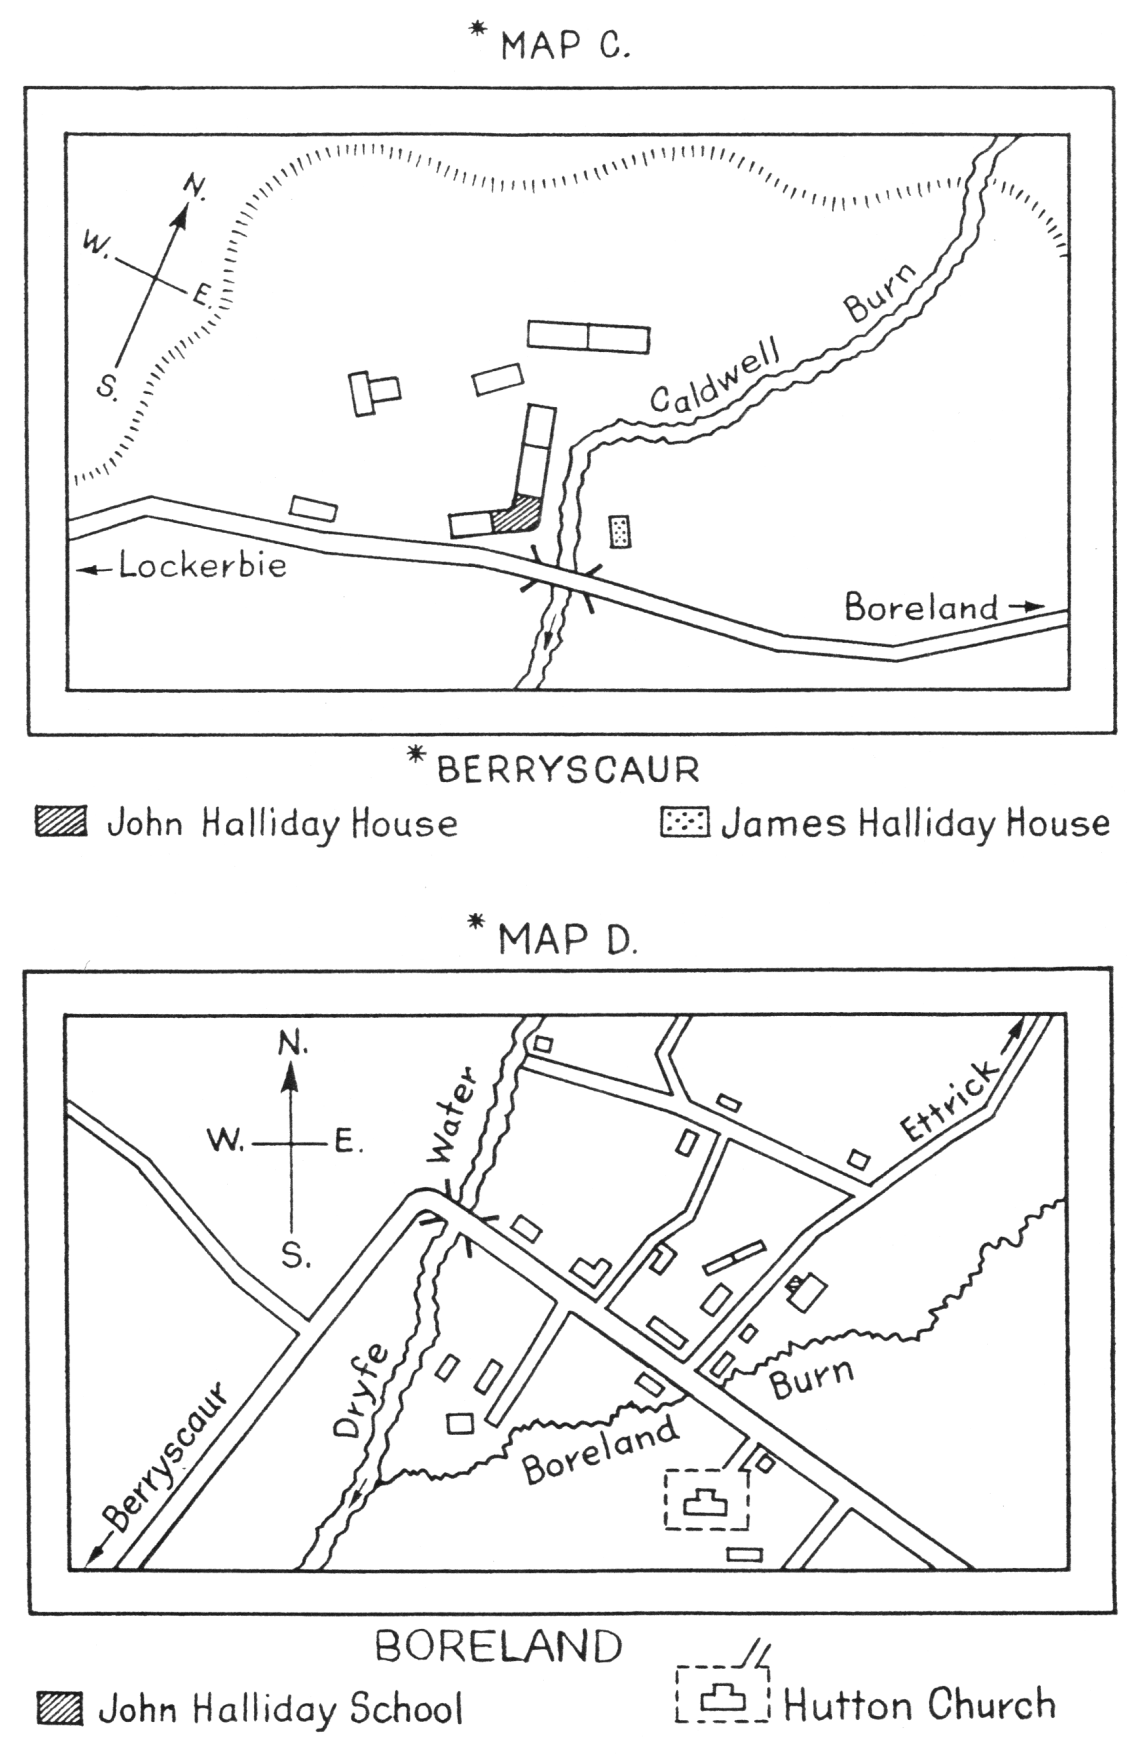 * MAP C.
N.
W.
E.
S.
Caldwell Burn
← Lockerbie
Boreland →
* BERRYSCAUR
John Halliday House
James Halliday House
* MAP D.
N.
W. E.
S.
Dryfe Water
Ettrick
Boreland Burn
← Berryscaur
BORELAND
John Halliday School
Hutton Church